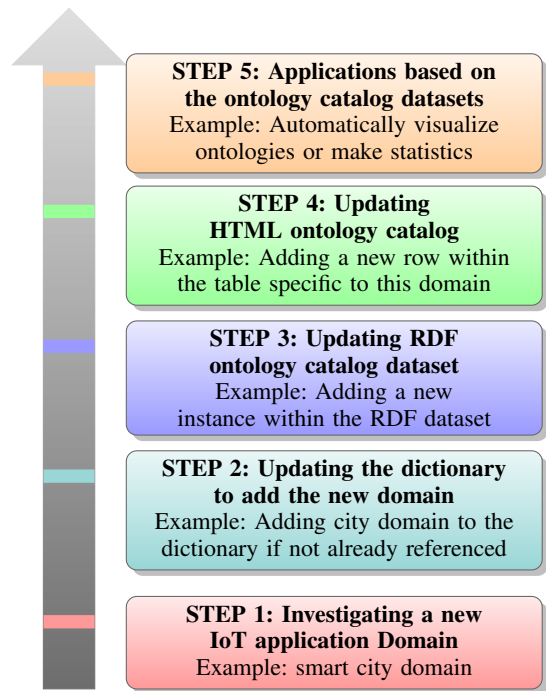 STEP 5: Applications based on
the ontology catalog datasets
Example: Automatically visualize
ontologies or make statistics
STEP 4: Updating
HTML ontology catalog
Example: Adding a new row within
the table specific to this domain
STEP 3: Updating RDF
ontology catalog dataset
Example: Adding a new
instance within the RDF dataset
STEP 2: Updating the dictionary
to add the new domain
Example: Adding city domain to the
dictionary if not already referenced
STEP 1: Investigating a new
IoT application Domain
Example: smart city domain